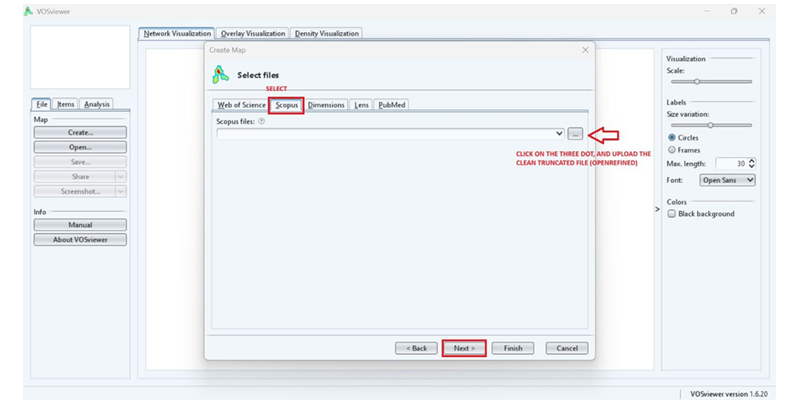 VOSviewer
Network Visualization Overlay Visualization Density Visualization
Create Map
Select files
SELECT
Web of Science Scopus Dimensions Lens PubMed
Scopus files:
...
CLICK ON THE THREE DOT, AND UPLOAD THE
CLEAN TRUNCATED FILE (OPENREFINED)
< Back Next > Finish Cancel
File Items Analysis
Map
Create...
Open...
Save...
Share
Screenshot...
Info
Manual
About VOSviewer
Visualization
Scale:
Labels
Size variation:
Circles
Frames
Max. length: 30
Font: Open Sans
Colors
Black background
>
VOSviewer version 1.6.20